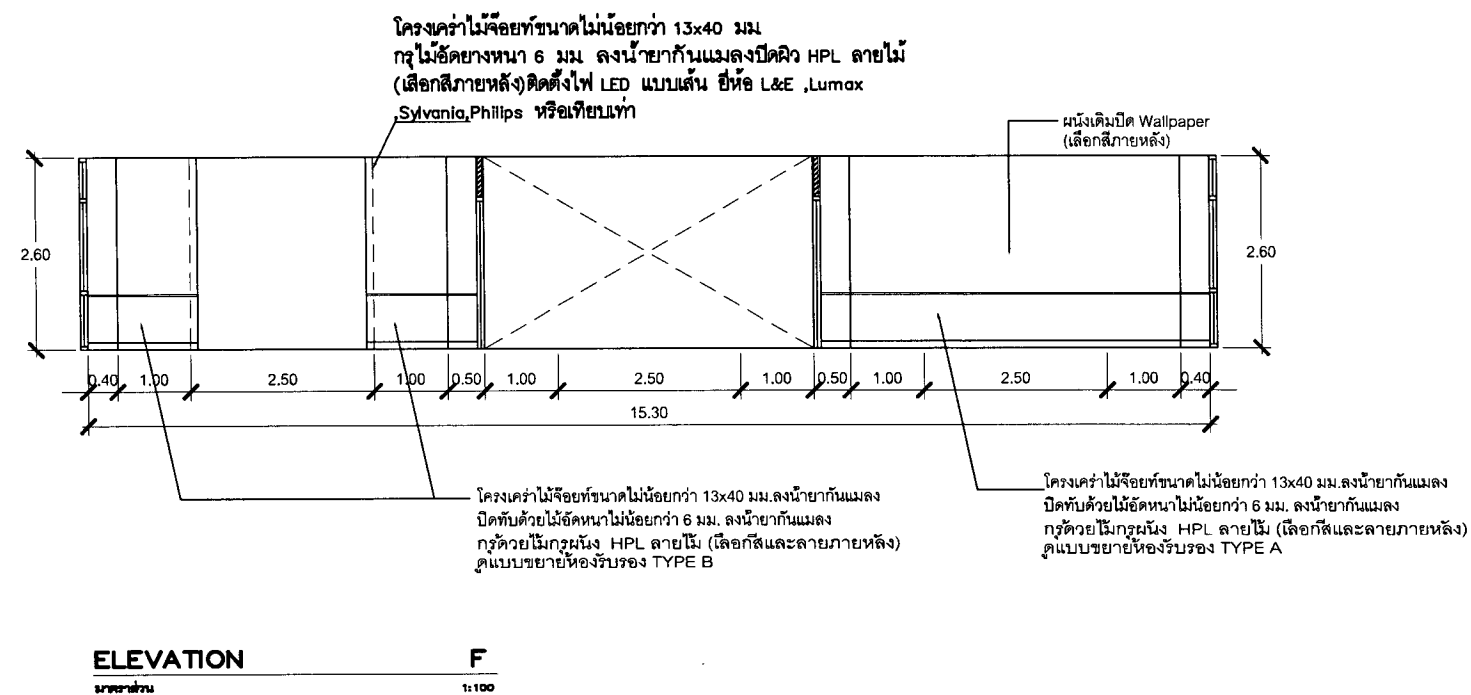 โครงเคร่าไม้จ๊อยท์ขนาดไม่น้อยกว่า 13x40 มม
กรุไม้อัดยางหนา 6 มม ลงน้ำยากันแมลงปิดผิว HPL ลายไม้
(เลือกสีภายหลัง)ติดตั้งไฟ LED แบบเส้น ยี่ห้อ L&E ,Lumax
,Sylvania,Philips หรือเทียบเท่า
ผนังเดิมปิด Wallpaper
(เลือกสีภายหลัง)
2.60
2.60
0.40 1.00 2.50 1.00 0.50 1.00 2.50 1.00 0.50 1.00 2.50 1.00 0.40
15.30
โครงเคร่าไม้จ๊อยท์ขนาดไม่น้อยกว่า 13x40 มม.ลงน้ำยากันแมลง
ปิดทับด้วยไม้อัดหนาไม่น้อยกว่า 6 มม. ลงน้ำยากันแมลง
กรุด้วยไม้กรุผนัง HPL ลายไม้ (เลือกสีและลายภายหลัง)
ดูแบบขยายห้องรับรอง TYPE B
โครงเคร่าไม้จ๊อยท์ขนาดไม่น้อยกว่า 13x40 มม.ลงน้ำยากันแมลง
ปิดทับด้วยไม้อัดหนาไม่น้อยกว่า 6 มม. ลงน้ำยากันแมลง
กรุด้วยไม้กรุผนัง HPL ลายไม้ (เลือกสีและลายภายหลัง)
ดูแบบขยายห้องรับรอง TYPE A
ELEVATION F
มาตราส่วน 1:100